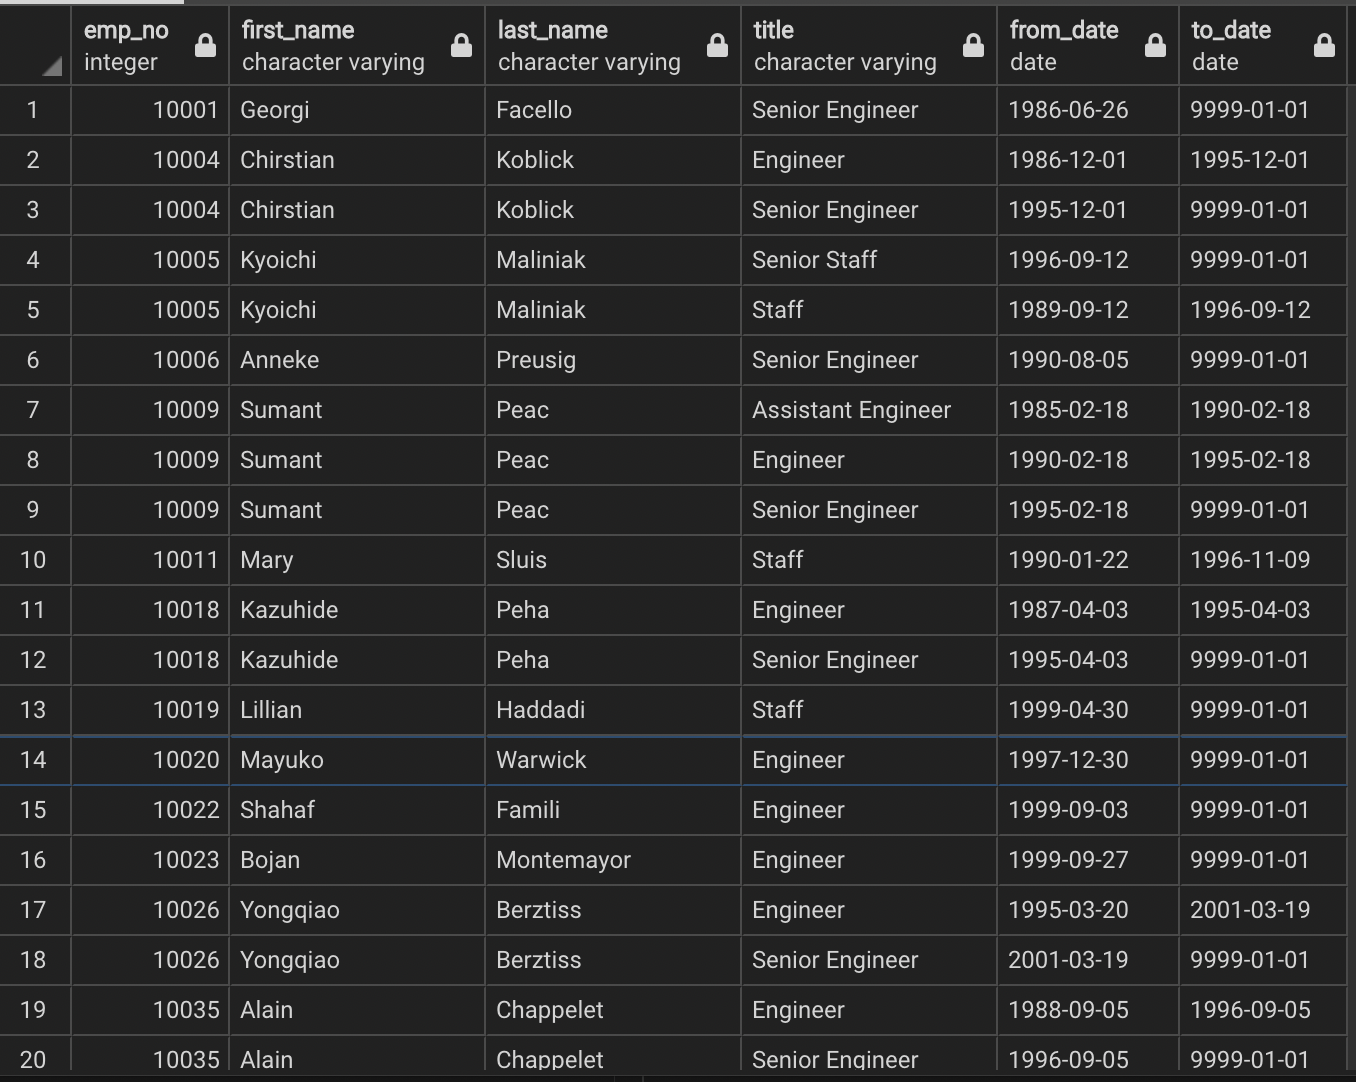 emp_no first_name last_name title from_date to_date
integer character varying character varying character varying date date
1 10001 Georgi Facello Senior Engineer 1986-06-26 9999-01-01
2 10004 Chirstian Koblick Engineer 1986-12-01 1995-12-01
3 10004 Chirstian Koblick Senior Engineer 1995-12-01 9999-01-01
4 10005 Kyoichi Maliniak Senior Staff 1996-09-12 9999-01-01
5 10005 Kyoichi Maliniak Staff 1989-09-12 1996-09-12
6 10006 Anneke Preusig Senior Engineer 1990-08-05 9999-01-01
7 10009 Sumant Peac Assistant Engineer 1985-02-18 1990-02-18
8 10009 Sumant Peac Engineer 1990-02-18 1995-02-18
9 10009 Sumant Peac Senior Engineer 1995-02-18 9999-01-01
10 10011 Mary Sluis Staff 1990-01-22 1996-11-09
11 10018 Kazuhide Peha Engineer 1987-04-03 1995-04-03
12 10018 Kazuhide Peha Senior Engineer 1995-04-03 9999-01-01
13 10019 Lillian Haddadi Staff 1999-04-30 9999-01-01
14 10020 Mayuko Warwick Engineer 1997-12-30 9999-01-01
15 10022 Shahaf Famili Engineer 1999-09-03 9999-01-01
16 10023 Bojan Montemayor Engineer 1999-09-27 9999-01-01
17 10026 Yongqiao Berztiss Engineer 1995-03-20 2001-03-19
18 10026 Yongqiao Berztiss Senior Engineer 2001-03-19 9999-01-01
19 10035 Alain Chappelet Engineer 1988-09-05 1996-09-05
20 10035 Alain Chappelet Senior Engineer 1996-09-05 9999-01-01